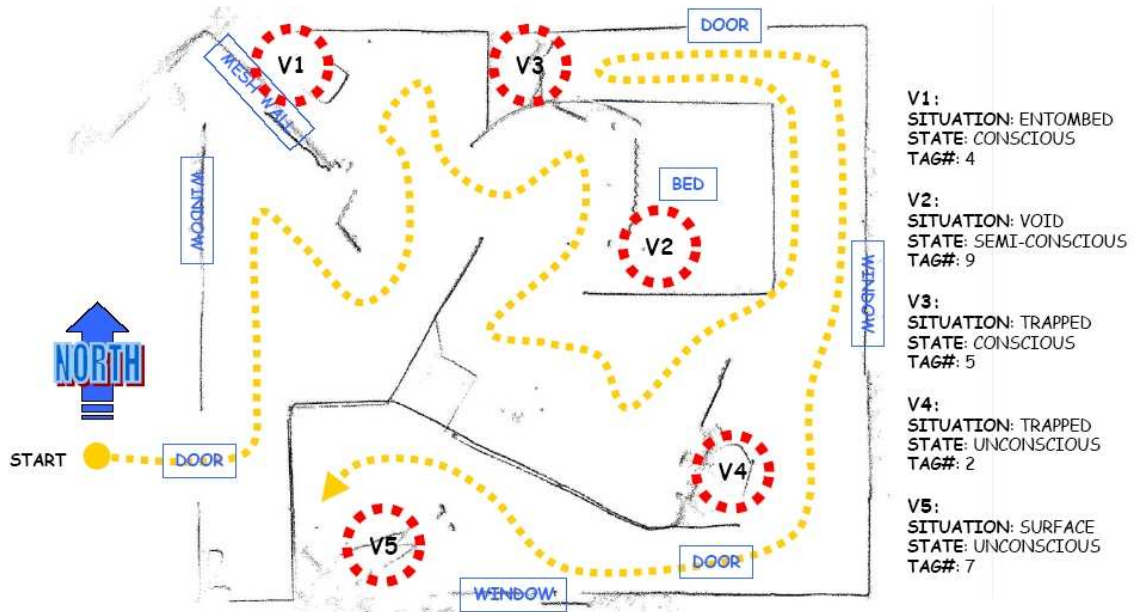 DOOR
V1
V3
MESH WALL
WINDOW
BED
V2
WINDOW
NORTH
START
DOOR
V4
V5
DOOR
WINDOW
V1:
SITUATION: ENTOMBED
STATE: CONSCIOUS
TAG#: 4
V2:
SITUATION: VOID
STATE: SEMI-CONSCIOUS
TAG#: 9
V3:
SITUATION: TRAPPED
STATE: CONSCIOUS
TAG#: 5
V4:
SITUATION: TRAPPED
STATE: UNCONSCIOUS
TAG#: 2
V5:
SITUATION: SURFACE
STATE: UNCONSCIOUS
TAG#: 7